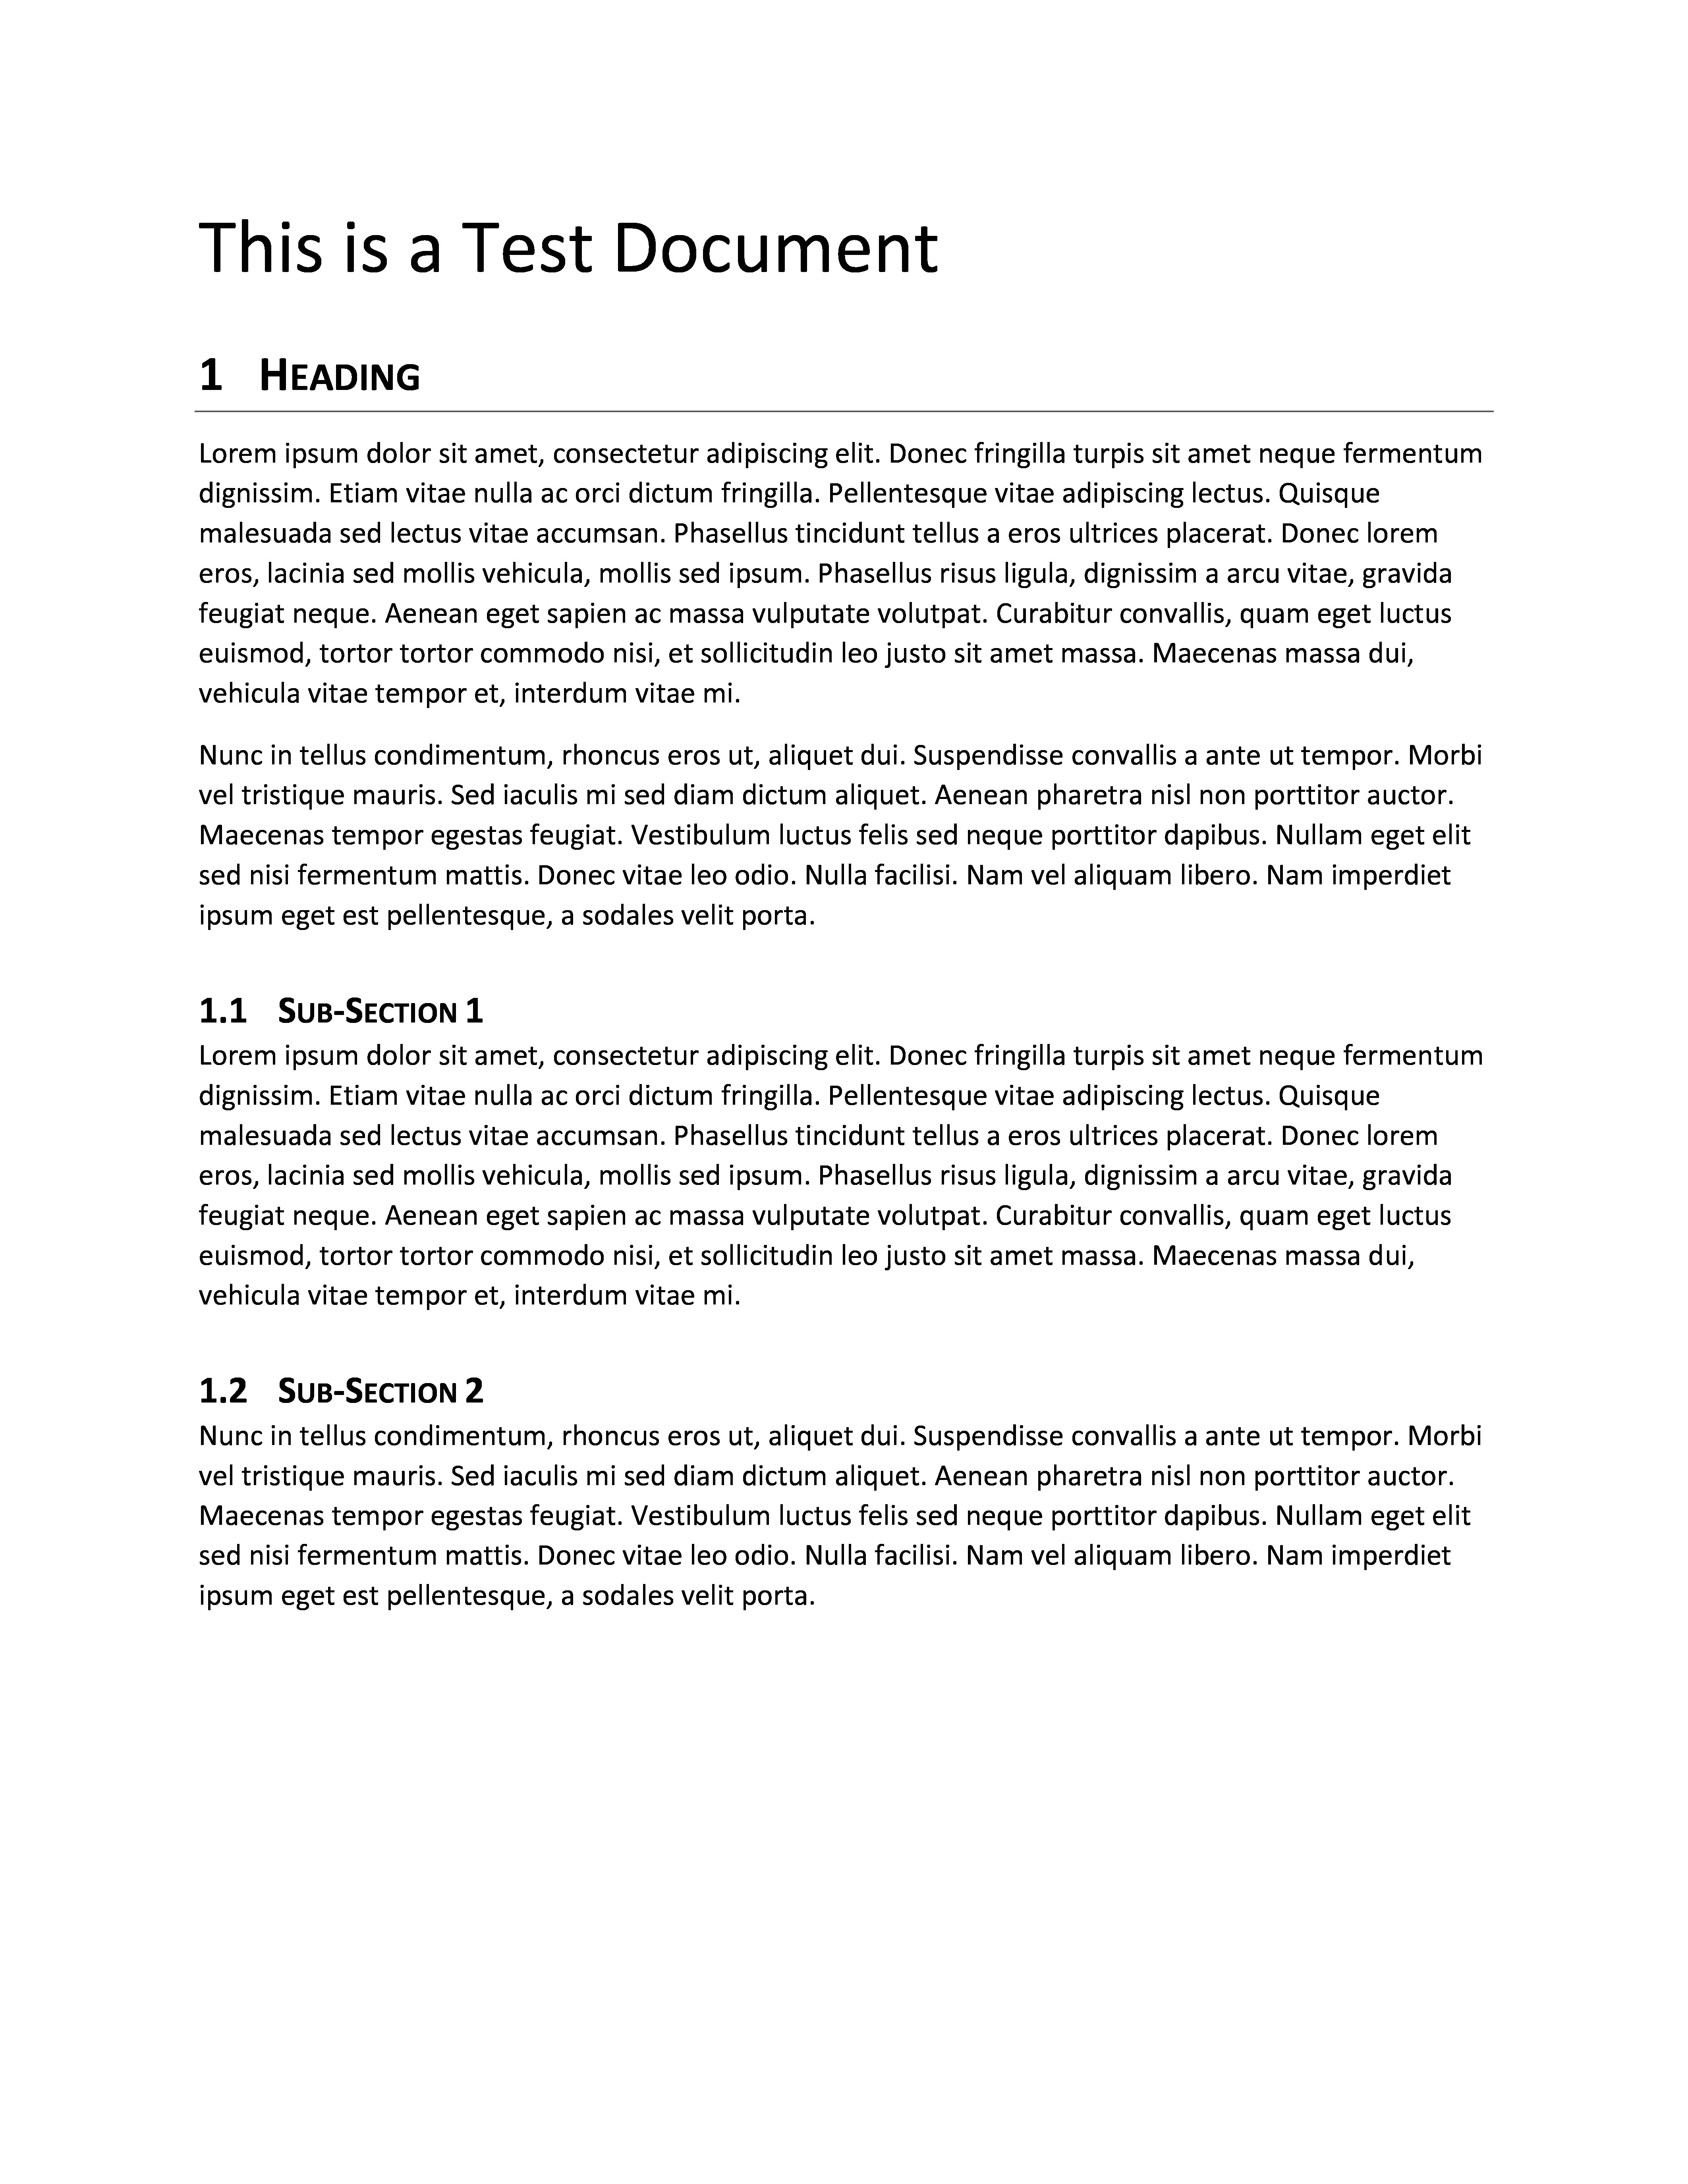 This is a Test Document
1 HEADING
Lorem ipsum dolor sit amet, consectetur adipiscing elit. Donec fringilla turpis sit amet neque fermentum
dignissim. Etiam vitae nulla ac orci dictum fringilla. Pellentesque vitae adipiscing lectus. Quisque
malesuada sed lectus vitae accumsan. Phasellus tincidunt tellus a eros ultrices placerat. Donec lorem
eros, lacinia sed mollis vehicula, mollis sed ipsum. Phasellus risus ligula, dignissim a arcu vitae, gravida
feugiat neque. Aenean eget sapien ac massa vulputate volutpat. Curabitur convallis, quam eget luctus
euismod, tortor tortor commodo nisi, et sollicitudin leo justo sit amet massa. Maecenas massa dui,
vehicula vitae tempor et, interdum vitae mi.
Nunc in tellus condimentum, rhoncus eros ut, aliquet dui. Suspendisse convallis a ante ut tempor. Morbi
vel tristique mauris. Sed iaculis mi sed diam dictum aliquet. Aenean pharetra nisl non porttitor auctor.
Maecenas tempor egestas feugiat. Vestibulum luctus felis sed neque porttitor dapibus. Nullam eget elit
sed nisi fermentum mattis. Donec vitae leo odio. Nulla facilisi. Nam vel aliquam libero. Nam imperdiet
ipsum eget est pellentesque, a sodales velit porta.
1.1 SUB-SECTION 1
Lorem ipsum dolor sit amet, consectetur adipiscing elit. Donec fringilla turpis sit amet neque fermentum
dignissim. Etiam vitae nulla ac orci dictum fringilla. Pellentesque vitae adipiscing lectus. Quisque
malesuada sed lectus vitae accumsan. Phasellus tincidunt tellus a eros ultrices placerat. Donec lorem
eros, lacinia sed mollis vehicula, mollis sed ipsum. Phasellus risus ligula, dignissim a arcu vitae, gravida
feugiat neque. Aenean eget sapien ac massa vulputate volutpat. Curabitur convallis, quam eget luctus
euismod, tortor tortor commodo nisi, et sollicitudin leo justo sit amet massa. Maecenas massa dui,
vehicula vitae tempor et, interdum vitae mi.
1.2 SUB-SECTION 2
Nunc in tellus condimentum, rhoncus eros ut, aliquet dui. Suspendisse convallis a ante ut tempor. Morbi
vel tristique mauris. Sed iaculis mi sed diam dictum aliquet. Aenean pharetra nisl non porttitor auctor.
Maecenas tempor egestas feugiat. Vestibulum luctus felis sed neque porttitor dapibus. Nullam eget elit
sed nisi fermentum mattis. Donec vitae leo odio. Nulla facilisi. Nam vel aliquam libero. Nam imperdiet
ipsum eget est pellentesque, a sodales velit porta.